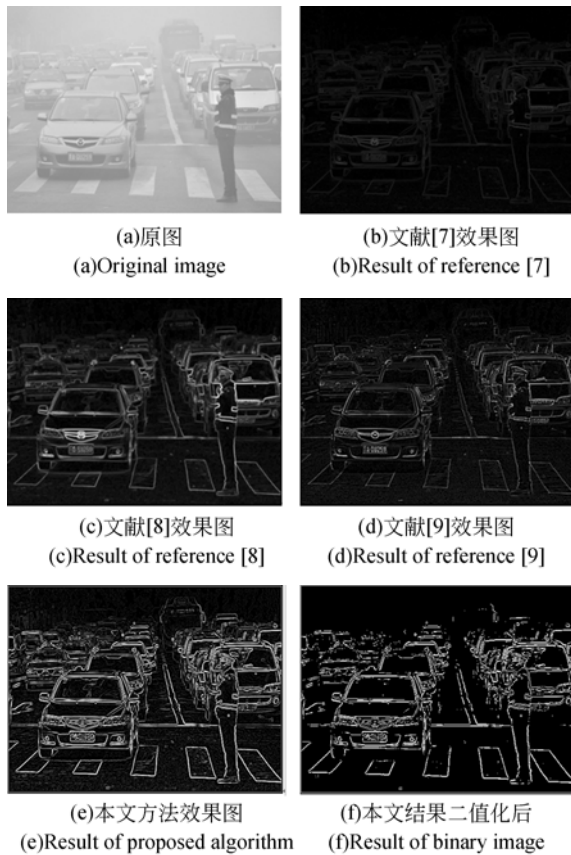 (a)原图
(a)Original image
(b)文献[7]效果图
(b)Result of reference [7]
(c)文献[8]效果图
(c)Result of reference [8]
(d)文献[9]效果图
(d)Result of reference [9]
(e)本文方法效果图
(e)Result of proposed algorithm
(f)本文结果二值化后
(f)Result of binary image